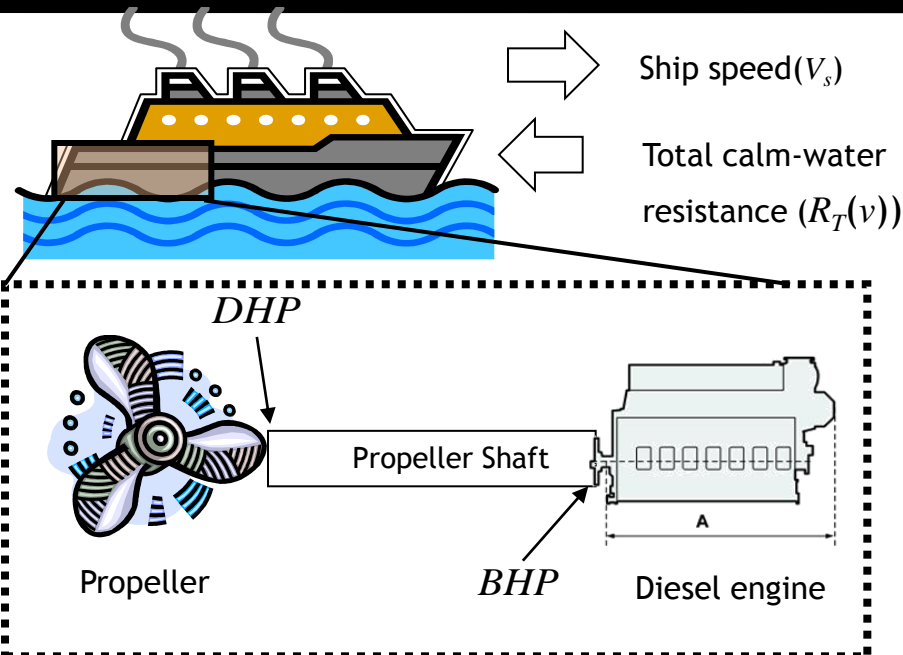 Ship speed(V_s)
Total calm-water
resistance (R_T(v))
DHP
Propeller Shaft
A
Propeller
BHP
Diesel engine